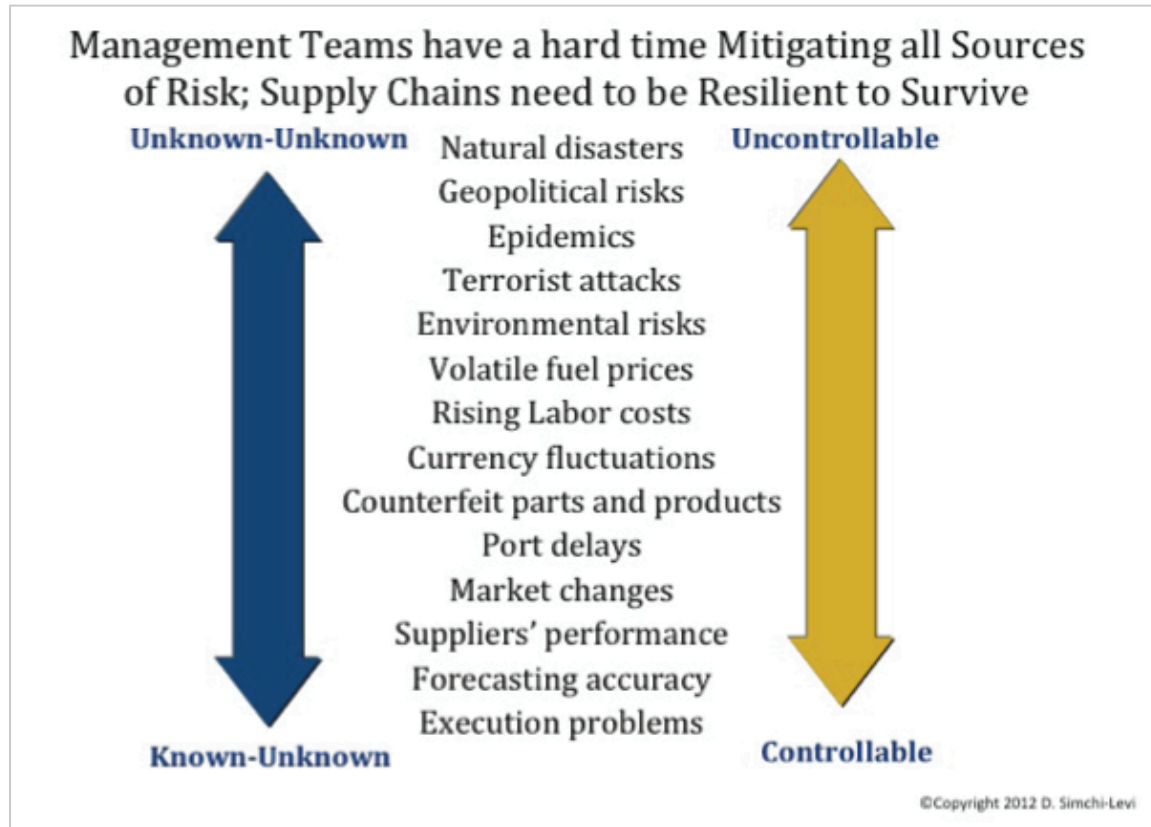 Management Teams have a hard time Mitigating all Sources
of Risk; Supply Chains need to be Resilient to Survive
Unknown-Unknown
Uncontrollable
Natural disasters
Geopolitical risks
Epidemics
Terrorist attacks
Environmental risks
Volatile fuel prices
Rising Labor costs
Currency fluctuations
Counterfeit parts and products
Port delays
Market changes
Suppliers’ performance
Forecasting accuracy
Execution problems
Known-Unknown
Controllable
©Copyright 2012 D. Simchi-Levi